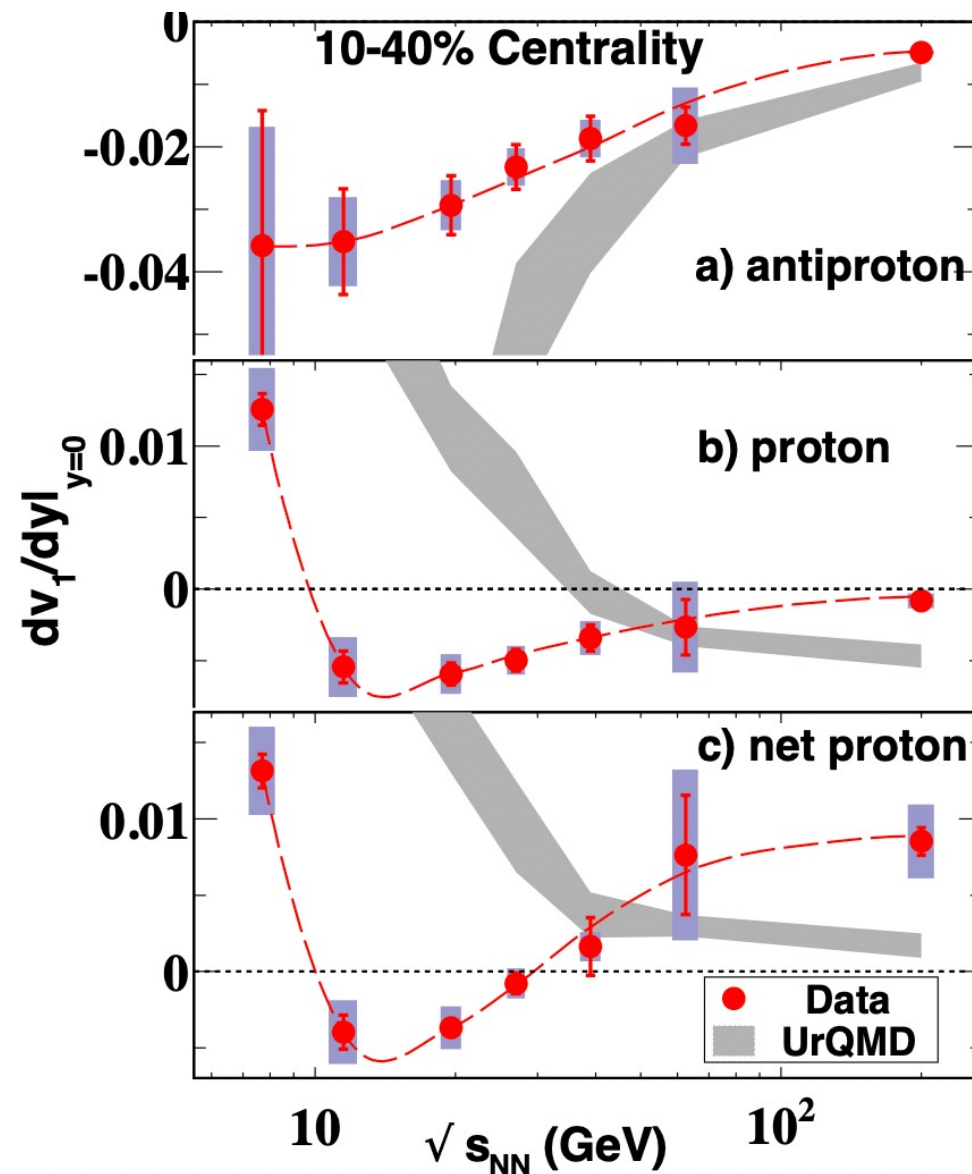 0
10-40% Centrality
-0.02
-0.04
a) antiproton
0.01
b) proton
0
dv₁/dy|y=0
c) net proton
0.01
0
Data
UrQMD
10
10²
√ sNN (GeV)